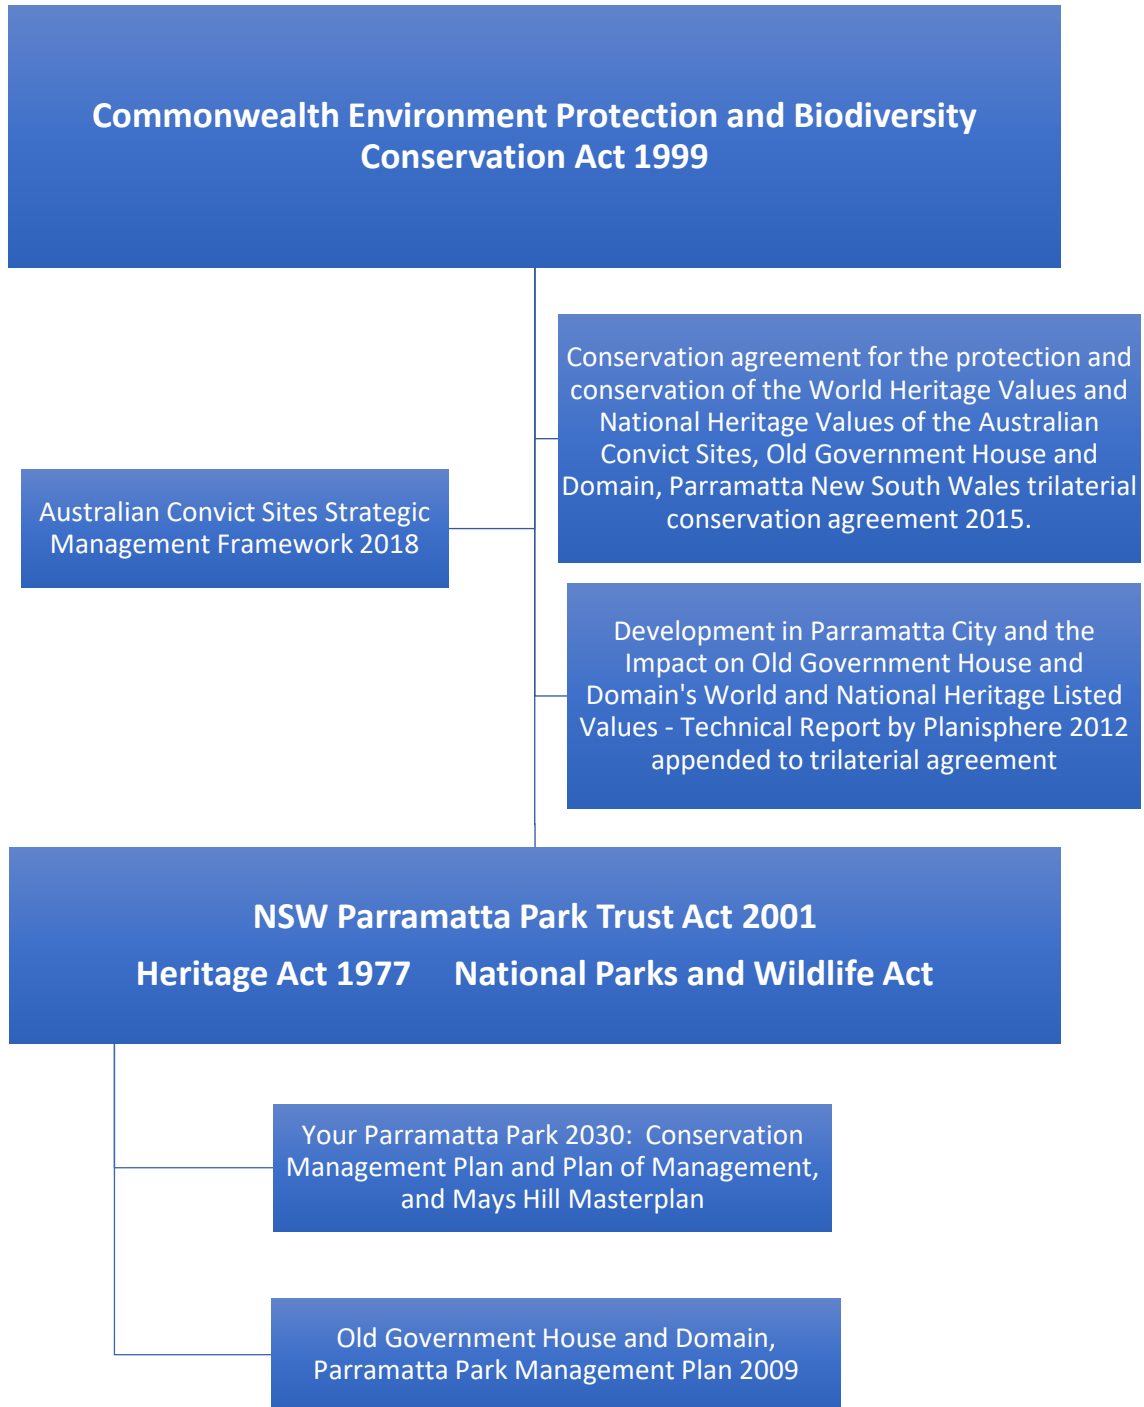 Commonwealth Environment Protection and Biodiversity
Conservation Act 1999
Conservation agreement for the protection and
conservation of the World Heritage Values and
National Heritage Values of the Australian
Convict Sites, Old Government House and
Domain, Parramatta New South Wales trilaterial
conservation agreement 2015.
Australian Convict Sites Strategic
Management Framework 2018
Development in Parramatta City and the
Impact on Old Government House and
Domain's World and National Heritage Listed
Values - Technical Report by Planisphere 2012
appended to trilaterial agreement
NSW Parramatta Park Trust Act 2001
Heritage Act 1977 National Parks and Wildlife Act
Your Parramatta Park 2030: Conservation
Management Plan and Plan of Management,
and Mays Hill Masterplan
Old Government House and Domain,
Parramatta Park Management Plan 2009